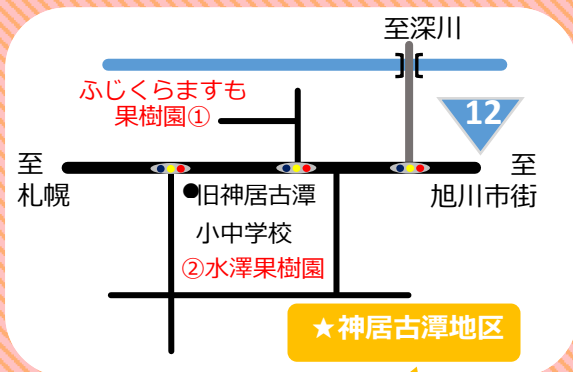 至深川
ふじくらますも
果樹園①
12
至
札幌
至
旭川市街
●旧神居古潭
小中学校
②水澤果樹園
★神居古潭地区